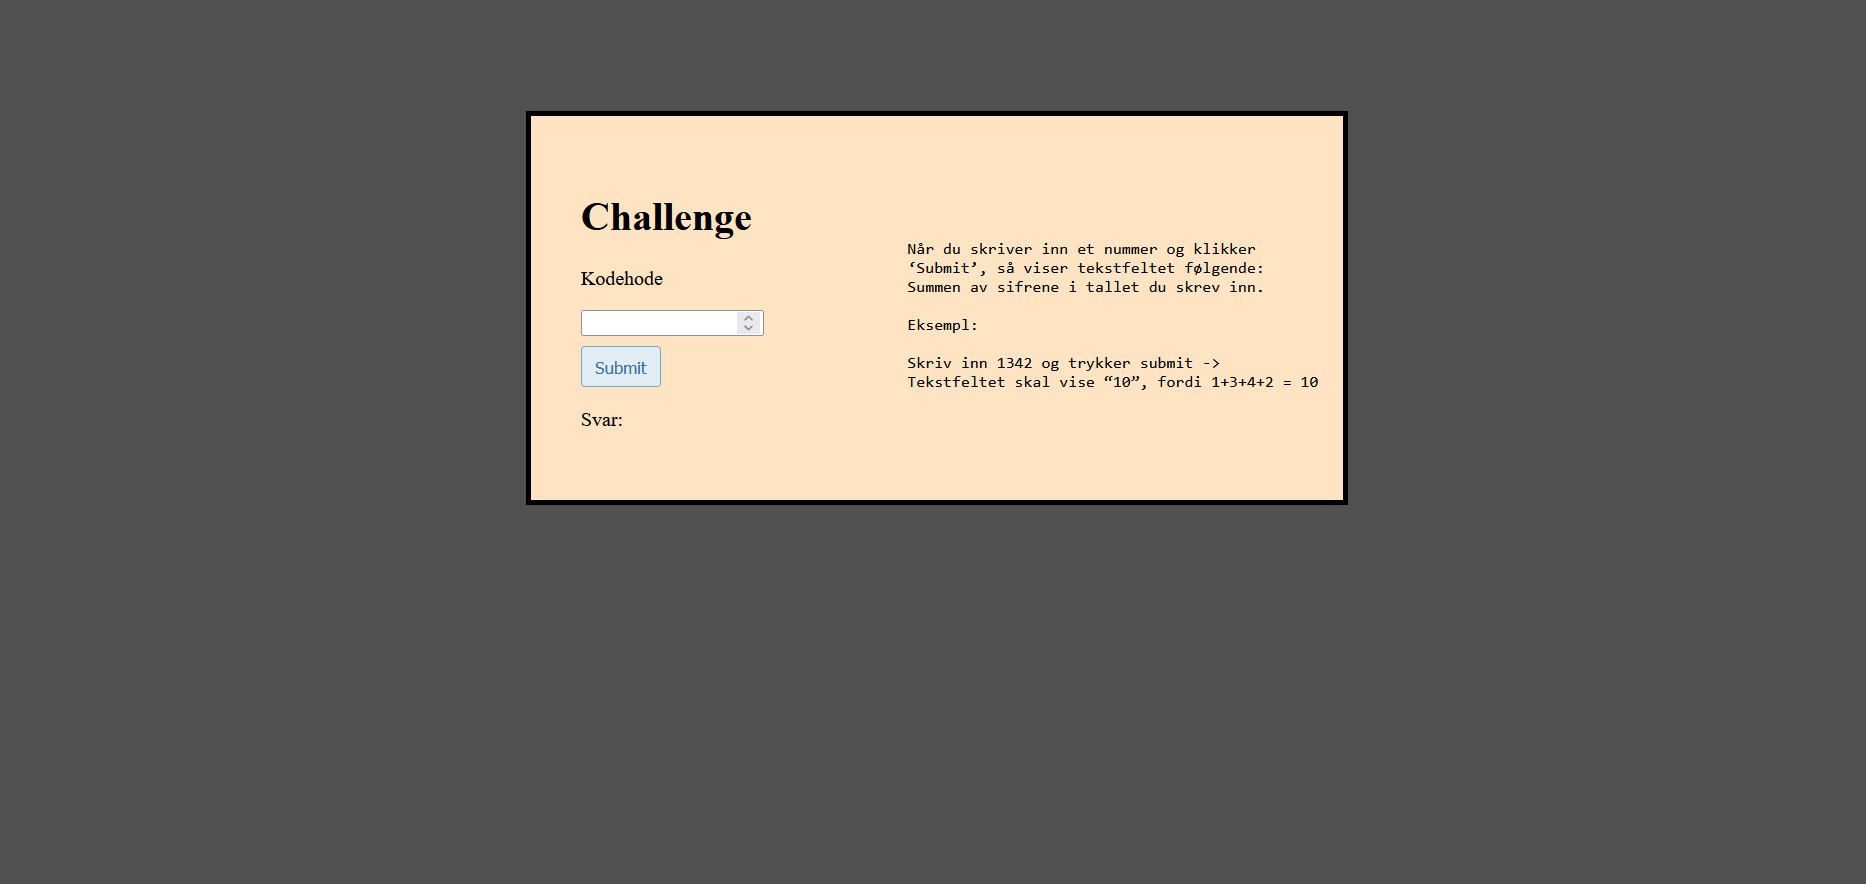 Challenge
Kodehode
Submit
Svar:
Når du skriver inn et nummer og klikker
‘Submit’, så viser tekstfeltet følgende:
Summen av sifrene i tallet du skrev inn.
Eksempl:
Skriv inn 1342 og trykker submit ->
Tekstfeltet skal vise “10”, fordi 1+3+4+2 = 10